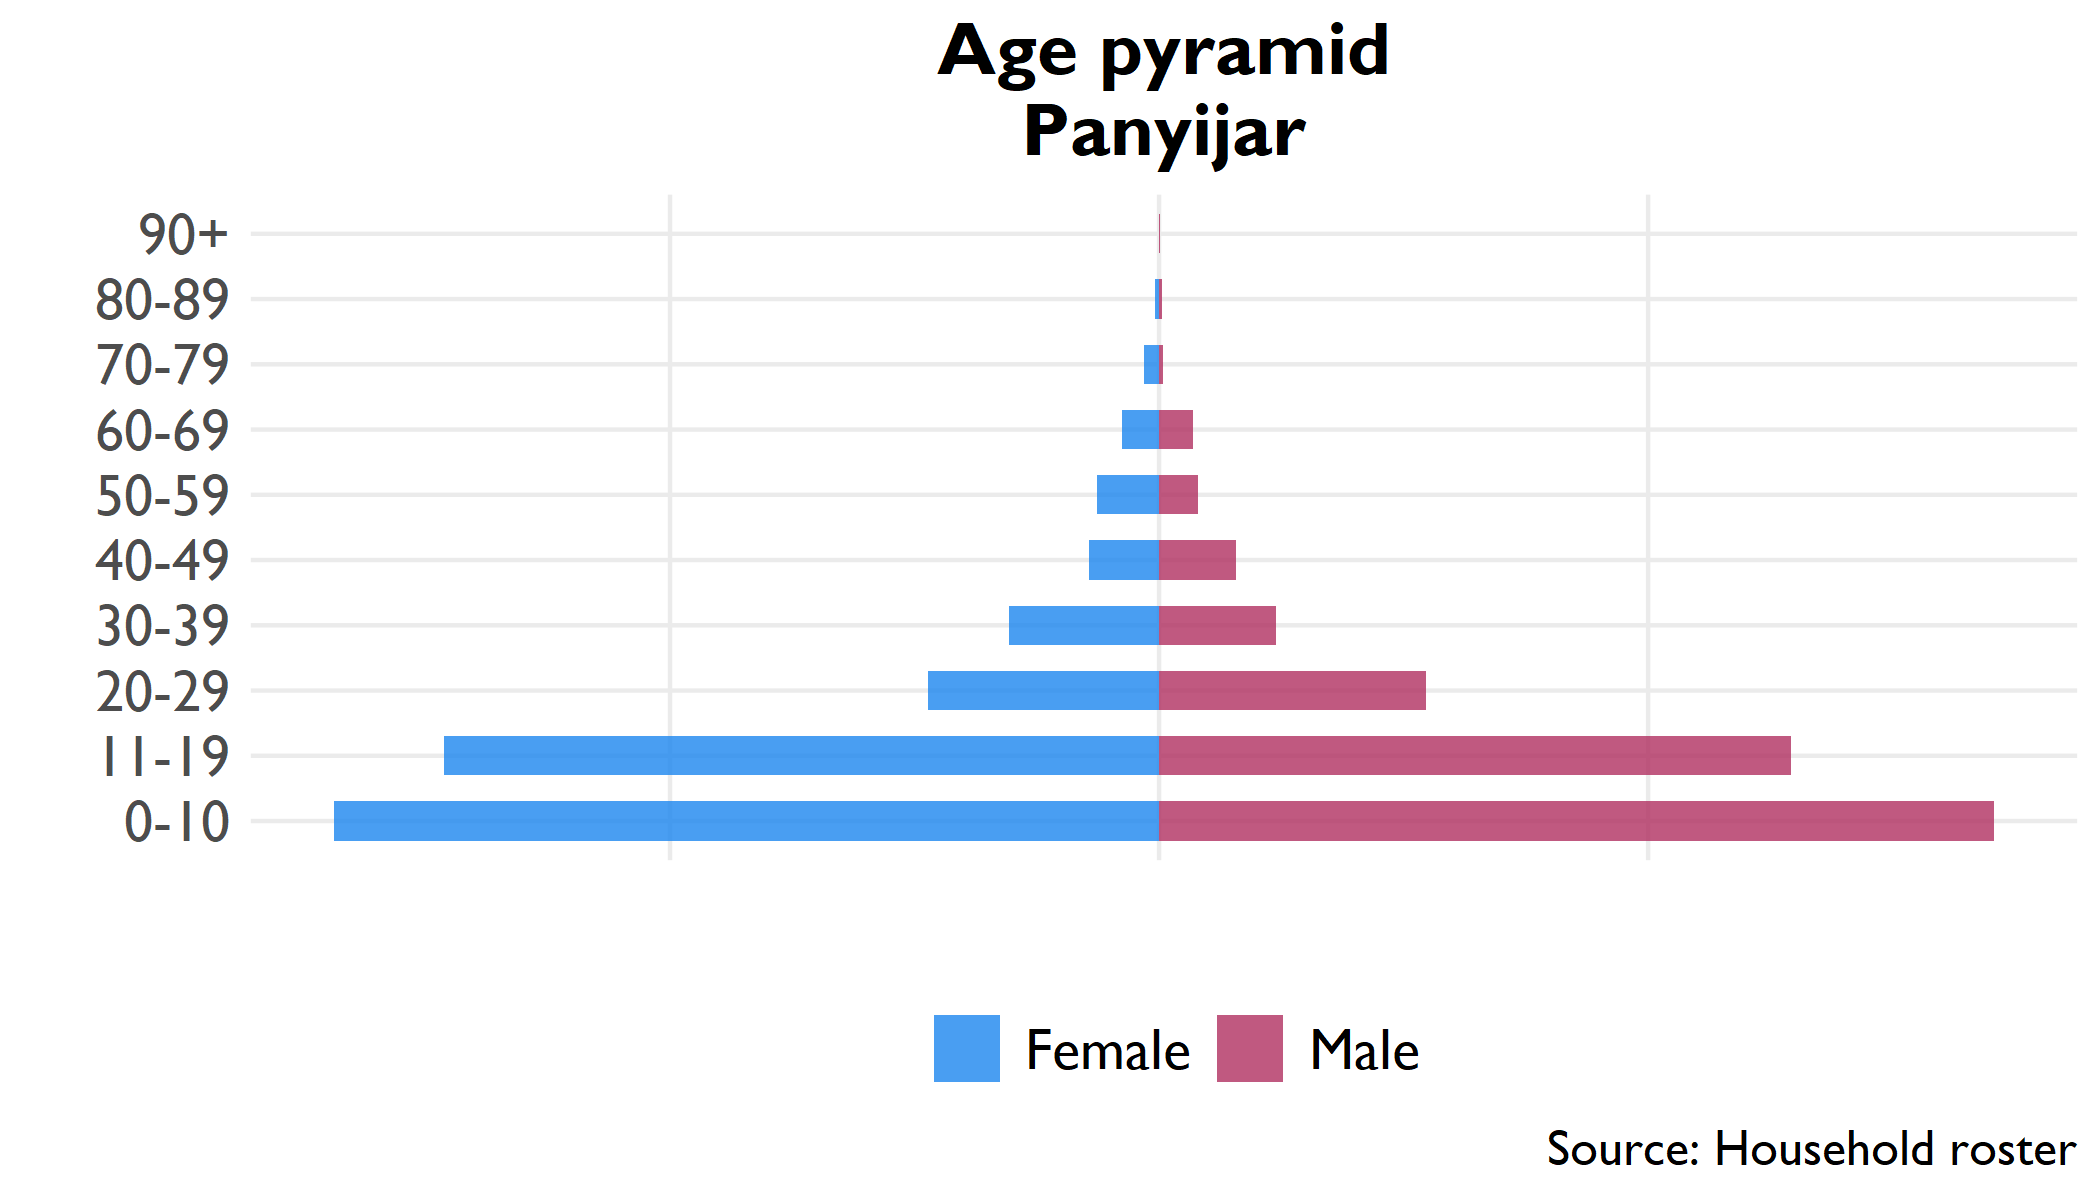 Age pyramid
Panyijar
90+
80-89
70-79
60-69
50-59
40-49
30-39
20-29
11-19
0-10
Female Male
Source: Household roster